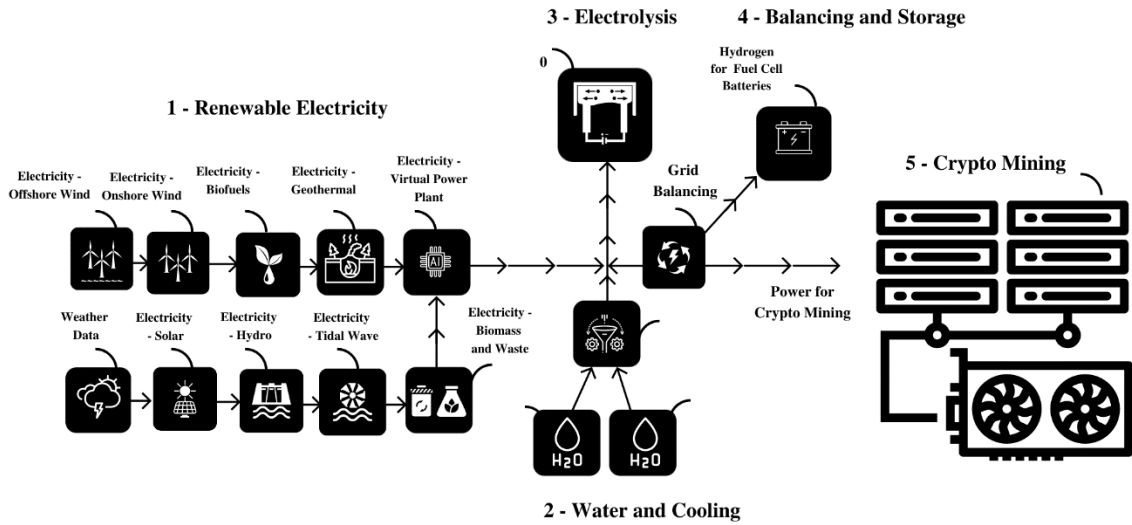 3 - Electrolysis
4 - Balancing and Storage
0
Hydrogen
for Fuel Cell
Batteries
1 - Renewable Electricity
Electricity -
Offshore Wind
Electricity -
Onshore Wind
Electricity -
Biofuels
Electricity -
Geothermal
Electricity -
Virtual Power
Plant
AI
Grid
Balancing
5 - Crypto Mining
Weather
Data
Electricity
- Solar
Electricity
- Hydro
Electricity
- Tidal Wave
Electricity -
Biomass
and Waste
Power for
Crypto Mining
H2O
H2O
2 - Water and Cooling